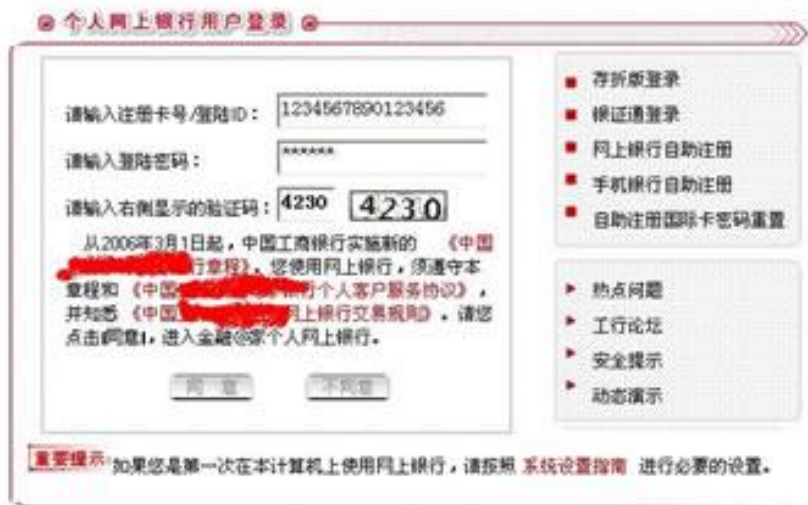 个人网上银行用户登录
请输入注册卡号/登陆ID： 1234567890123456
请输入登陆密码： ******
请输入右侧显示的验证码： 4230 4230
从2006年3月1日起，中国工商银行实施新的 《中国
行章程》。您使用网上银行，须遵守本
章程和 《中国 银行个人客户服务协议》，
并知悉 《中国 网上银行交易规则》。请您
点击[同意]，进入金融@家个人网上银行。
同 意 不同意
存折版登录
银证通登录
网上银行自助注册
手机银行自助注册
自助注册国际卡密码重置
热点问题
工行论坛
安全提示
动态演示
重要提示 如果您是第一次在本计算机上使用网上银行，请按照 系统设置指南 进行必要的设置。